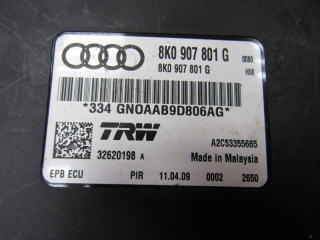 8K0 907 801 G 0080
8K0 907 801 G H08
*334 GNOAAB9D806AG*
TRW
A2C53355665
32620198 A Made in Malaysia
EPB ECU PIR 11.04.09 0002 2650